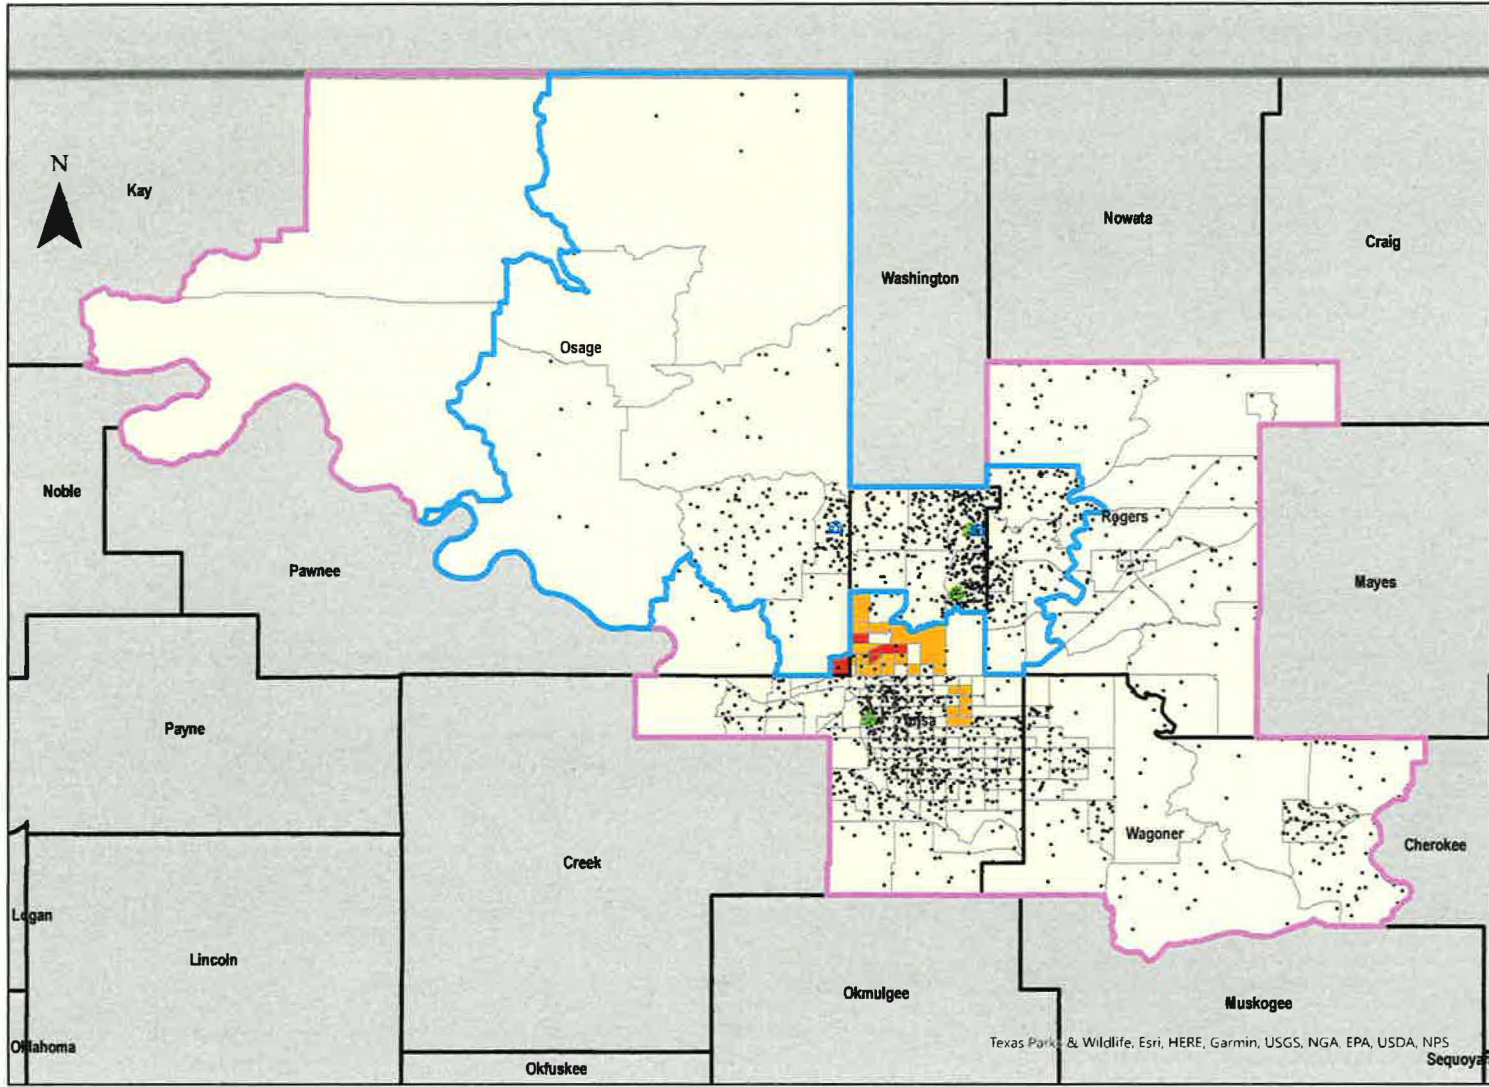 N
Kay
Nowata
Craig
Washington
Osage
Noble
Rogers
Pawnee
Mayes
Payne
Tulsa
Wagoner
Cherokee
Creek
Logan
Lincoln
Okmulgee
Muskogee
Oklahoma
Texas Parks & Wildlife, Esri, HERE, Garmin, USGS, NGA, EPA, USDA, NPS
Okfuskee
Sequoya